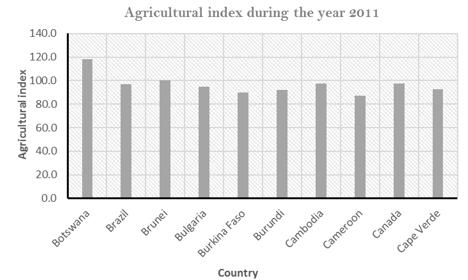 Agricultural index during the year 2011
140.0
120.0
100.0
80.0
60.0
40.0
20.0
0.0
Agricultural index
Botswana
Brazil
Brunei
Bulgaria
Burkina Faso
Burundi
Cambodia
Cameroon
Canada
Cape Verde
Country